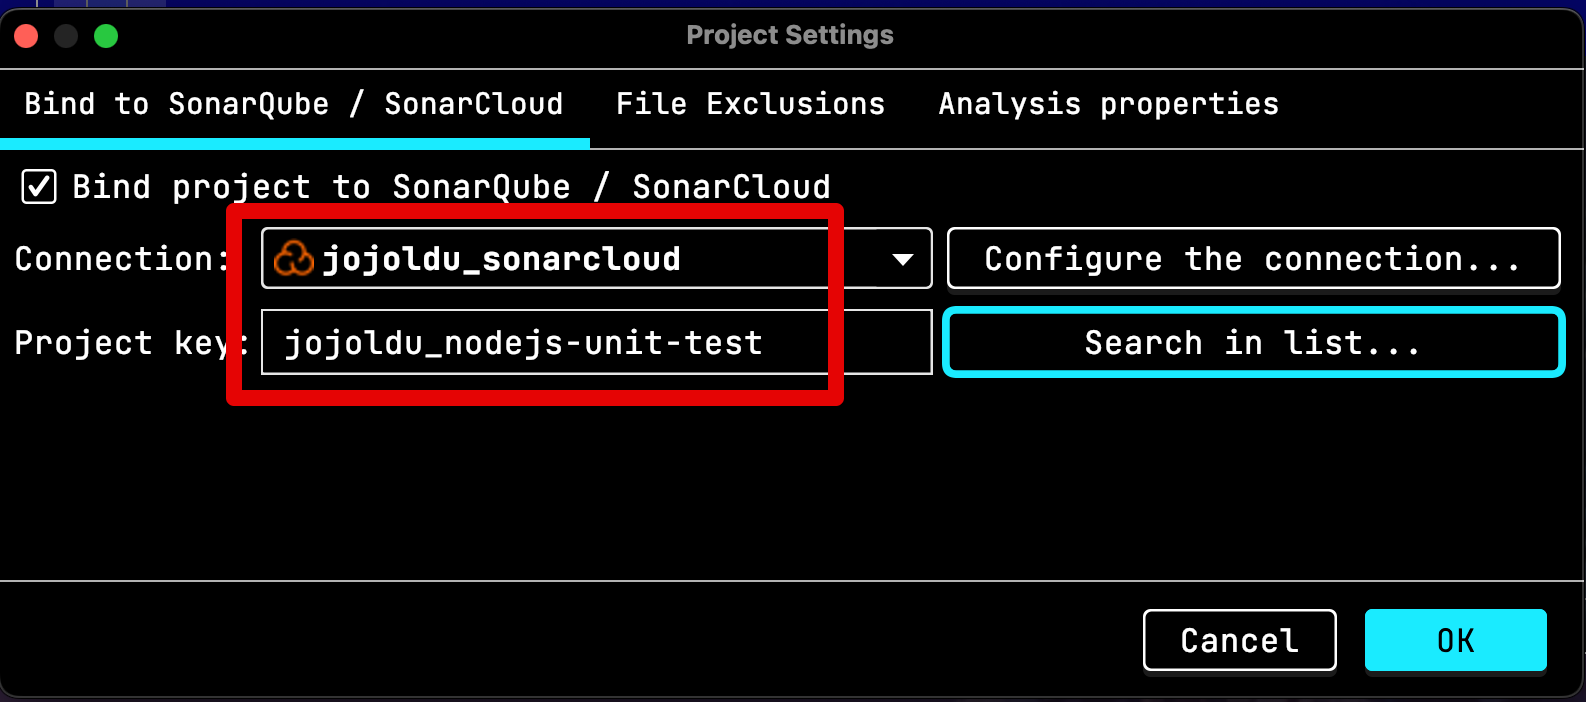 Project Settings
Bind to SonarQube / SonarCloud File Exclusions Analysis properties
Bind project to SonarQube / SonarCloud
Connection: jojoldu_sonarcloud Configure the connection...
Project key: jojoldu_nodejs-unit-test Search in list...
Cancel OK